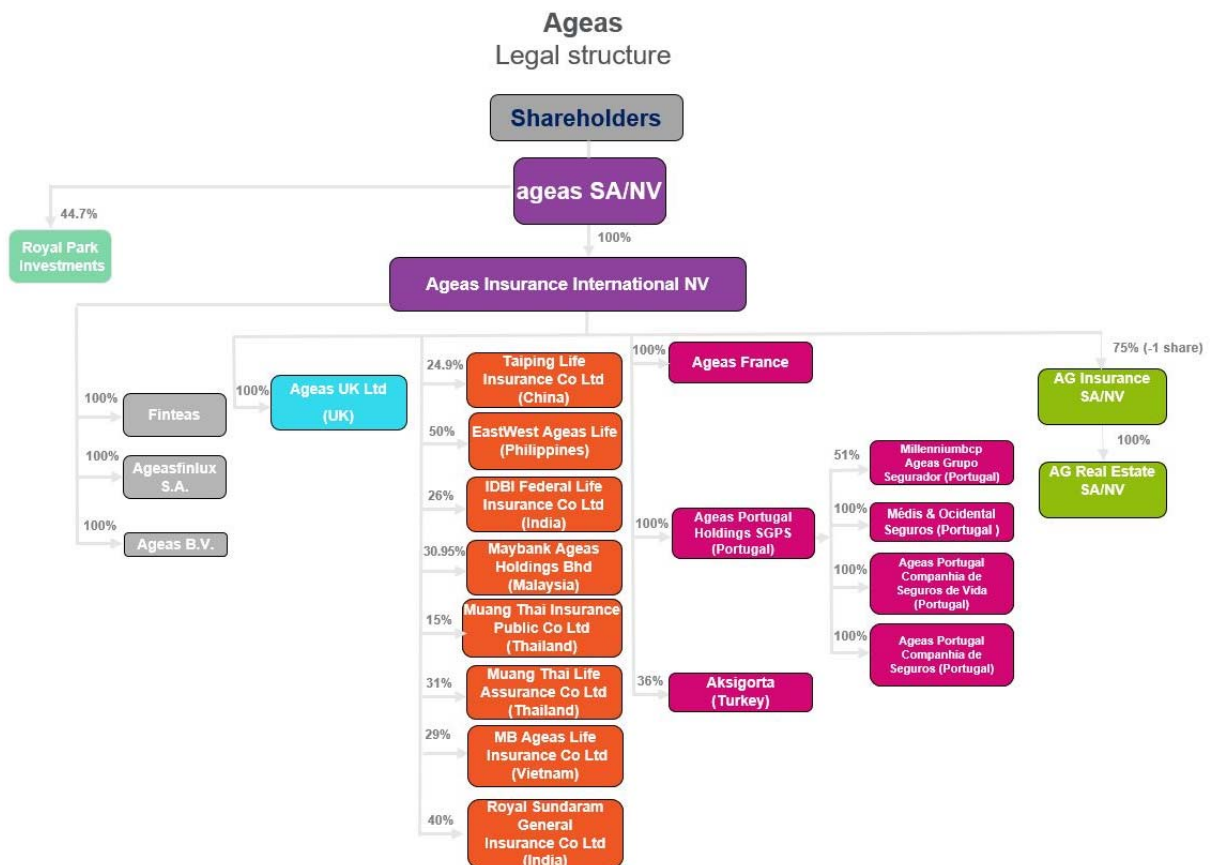 Ageas
Legal structure
Shareholders
ageas SA/NV
44.7%
100%
Royal Park
Investments
Ageas Insurance International NV
100%
Finteas
100%
Ageasfinlux
S.A.
100%
Ageas B.V.
100%
Ageas UK Ltd
(UK)
24.9%
Taiping Life
Insurance Co Ltd
(China)
50%
EastWest Ageas Life
(Philippines)
26%
IDBI Federal Life
Insurance Co Ltd
(India)
30.95%
Maybank Ageas
Holdings Bhd
(Malaysia)
15%
Muang Thai Insurance
Public Co Ltd
(Thailand)
31%
Muang Thai Life
Assurance Co Ltd
(Thailand)
29%
MB Ageas Life
Insurance Co Ltd
(Vietnam)
40%
Royal Sundaram
General
Insurance Co Ltd
(India)
100%
Ageas France
100%
Ageas Portugal
Holdings SGPS
(Portugal)
36%
Aksigorta
(Turkey)
51%
Millenniumbcp
Ageas Grupo
Segurador (Portugal)
100%
Médis & Ocidental
Seguros (Portugal )
100%
Ageas Portugal
Companhia de
Seguros de Vida
(Portugal)
100%
Ageas Portugal
Companhia de
Seguros (Portugal)
75% (-1 share)
AG Insurance
SA/NV
100%
AG Real Estate
SA/NV